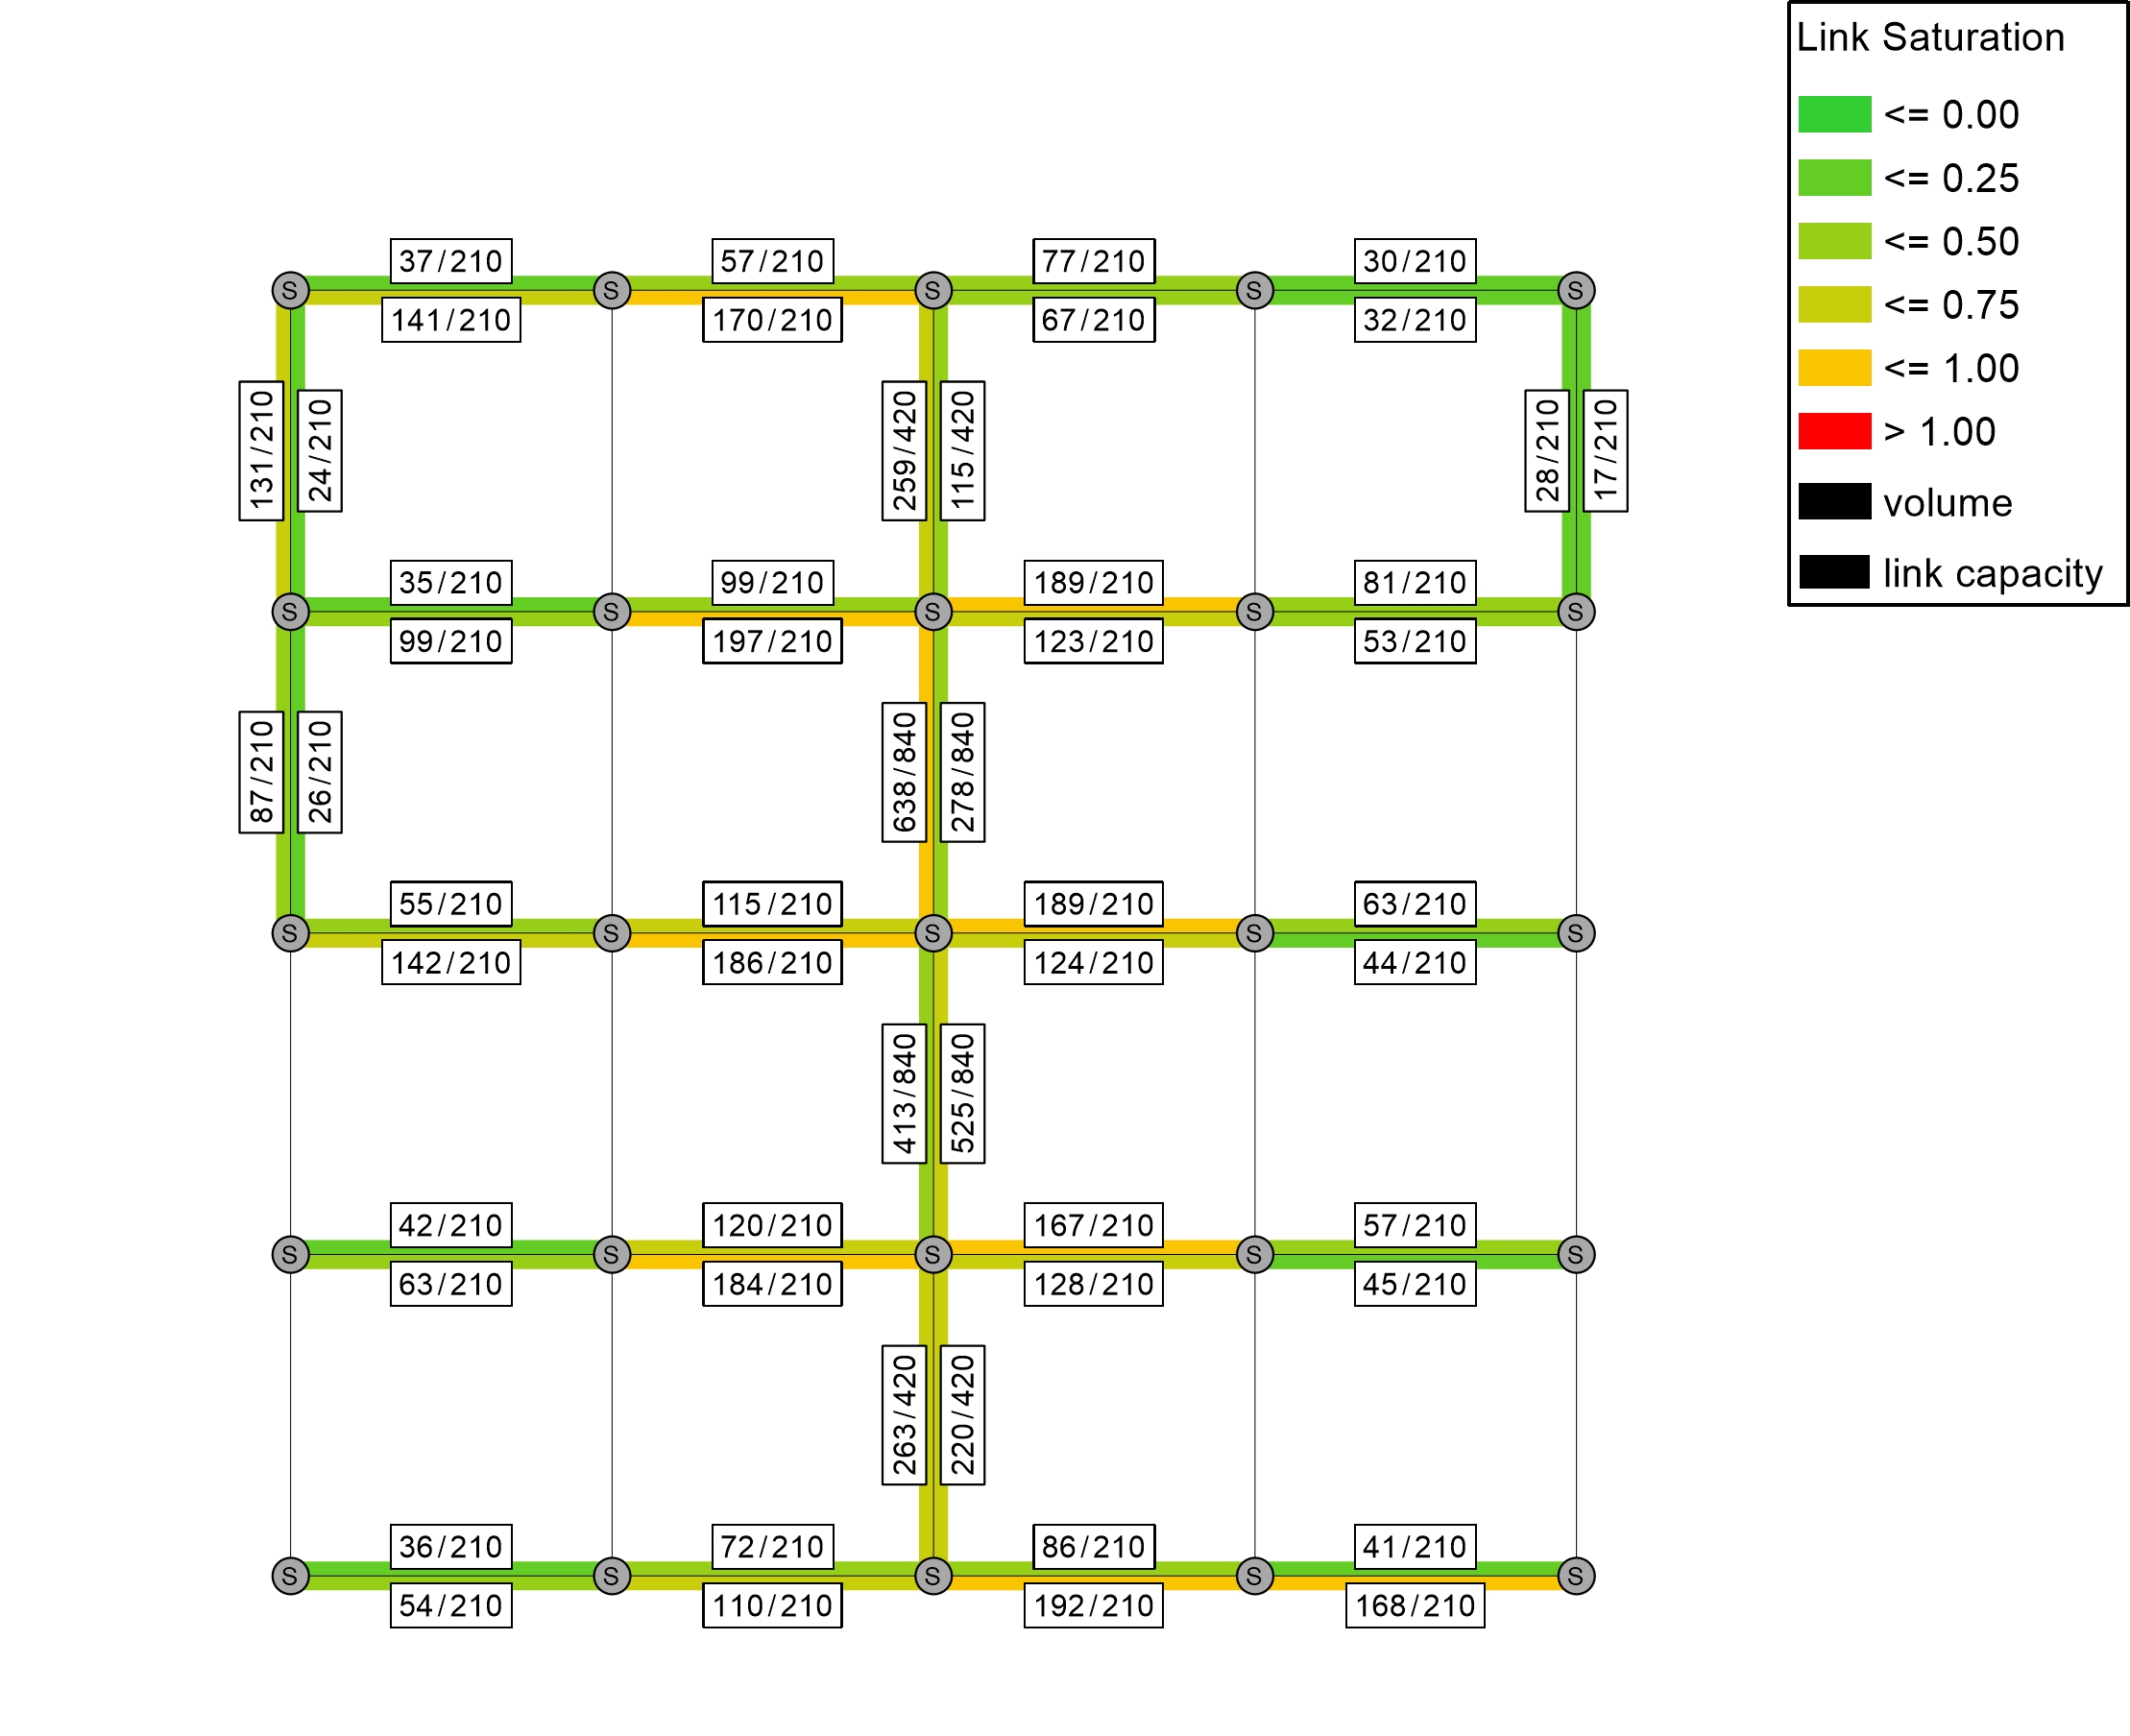 Link Saturation
<= 0.00
<= 0.25
<= 0.50
<= 0.75
<= 1.00
> 1.00
volume
link capacity
37/210
57/210
77/210
30/210
S
S
S
S
S
141/210
170/210
67/210
32/210
131/210
24/210
259/420
115/420
28/210
17/210
35/210
99/210
189/210
81/210
S
S
S
S
S
99/210
197/210
123/210
53/210
87/210
26/210
638/840
278/840
55/210
115/210
189/210
63/210
S
S
S
S
S
142/210
186/210
124/210
44/210
413/840
525/840
42/210
120/210
167/210
57/210
S
S
S
S
S
63/210
184/210
128/210
45/210
263/420
220/420
36/210
72/210
86/210
41/210
S
S
S
S
S
54/210
110/210
192/210
168/210